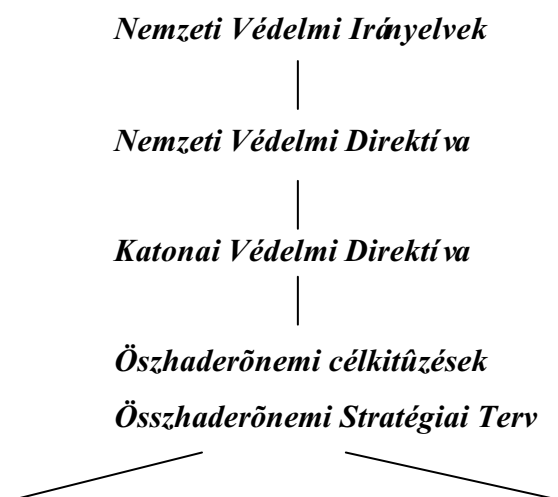 Nemzeti Védelmi Irányelvek
Nemzeti Védelmi Direktíva
Katonai Védelmi Direktíva
Öszhaderõnemi célkitûzések
Összhaderõnemi Stratégiai Terv